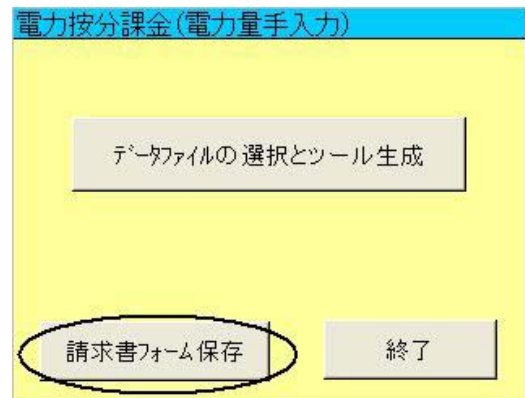 電力按分課金(電力量手入力)
ﾃﾞｰﾀﾌｧｲﾙの選択とツール生成
請求書ﾌｫｰﾑ保存
終了